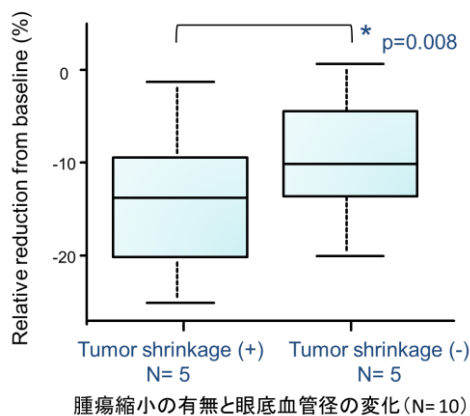 * p=0.008
Relative reduction from baseline (%)
0
-10
-20
Tumor shrinkage (+) Tumor shrinkage (-)
N= 5 N= 5
腫瘍縮小の有無と眼底血管径の変化(N=10)